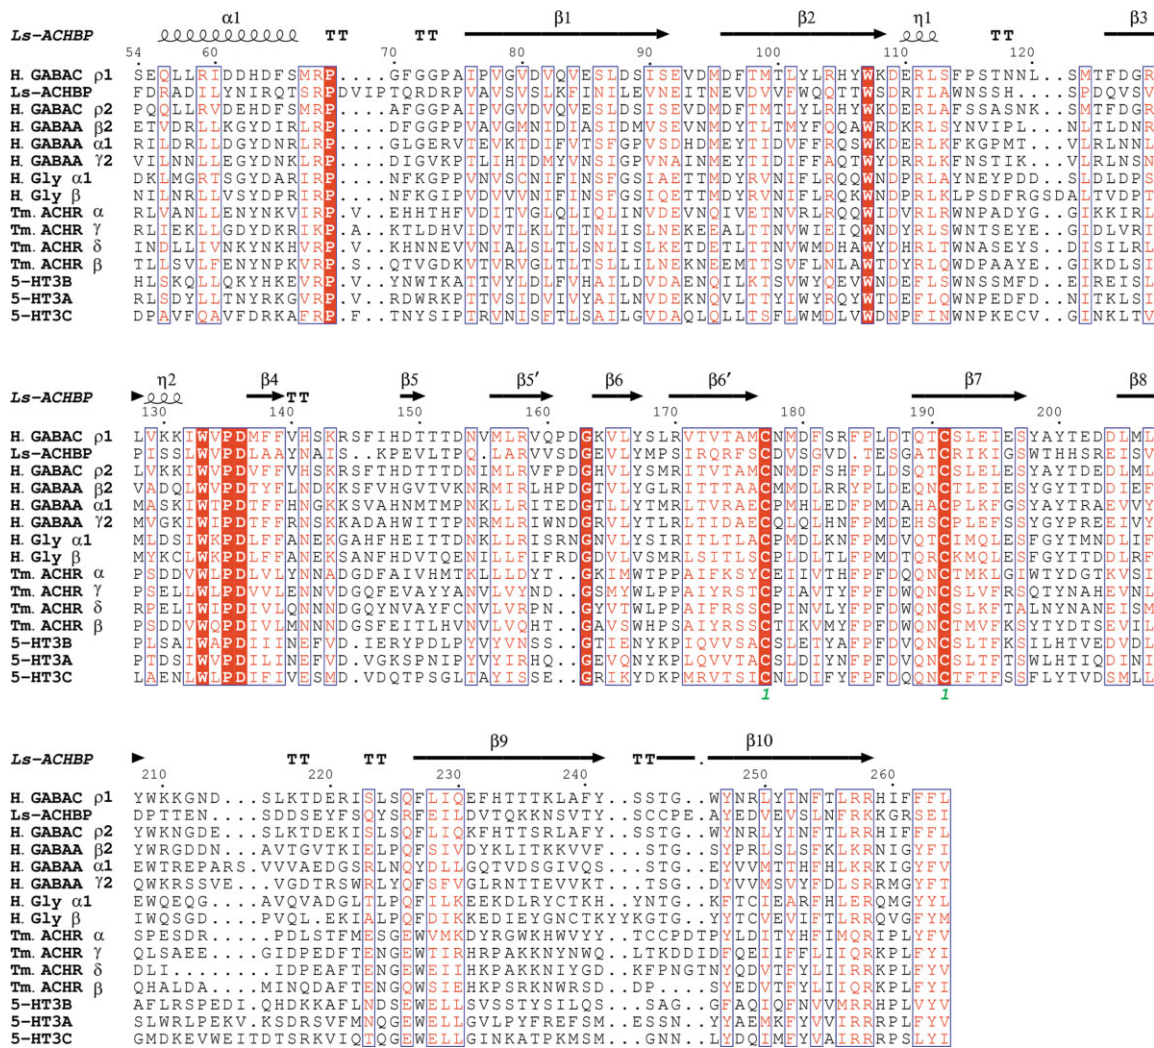 α1 β1 β2 η1 β3
Ls-ACHBP TT TT TT
54 60 70 80 90 100 110 120
H. GABAC ρ1 SEQLLRIDDHDFSMRP.....GFGGPAIPVGVDVQVESLDSISEVDMDFTMTLYLRHYWKDERLSFPSTNNL..SMTFDGR
Ls-ACHBP FDRADILYNIRQTSRPDVIPTQRDRPVAVSVSLKFINILEVNEITNEVDVVFWQQTTWSDRTLAWNSSH....SPDQVSV
H. GABAC ρ2 PQQLLRVDEHDFSMRP.....AFGGPAIPVGVDVQVESLDSISEVDMDFTMTLYLRHYWKDERLAFSSASNK.SMTFDGR
H. GABAA β2 ETVDRLLKGYDIRLRP.....DFGGPPVAVGMNIDIASIDMVSEVNMDYTLTMYFQQAWRDKRLSYNVIPL..NLTLDNR
H. GABAA α1 RILDRLLDGYDNRLRP.....GLGERVTEVKTDIFVTSFGPVSDHDMEYTIDVFFRQSWKDERLKFKGPMT..VLRLNNL
H. GABAA γ2 VILNNLLEGYDNKLRP.....DIGVKPTLIHTDMYVNSIGPVNAINMEYTIDIFFAQTWYDRRLKFNSTIK..VLRLNSN
H. Gly α1 DKLMGRTSGYDARIRP.....NFKGPPVNVSCNIFINSFGSIAETTMDYRVNIFLRQQWNDPRLAYNEYPDD..SLDLDPS
H. Gly β NILNRLLVSYDPRIRP.....NFKGIPVDVVVNIFINSFGSIQETTMDYRVNIFLRQKWNDPRLKLPSDFRGSDALTVDPT
Tm. ACHR α RLVANLLENYNKVIRP.V..EHHTHFVDITVGLQLIQLINVDEVNQIVETNVRLRQQWIDVRLRWNPADYG..GIKKIRL
Tm. ACHR γ RLIEKLLGDYDKRIKP.A..KTLDHVIDVTLKLTLTNLISLNEKEEALTTNVWIEIQWNDYRLSWNTSEYE..GIDLVRI
Tm. ACHR δ INDLLIVNKYNKHVRP.V..KHNNEVVNIALSLTLSNLISLKETDETLTTNVWMDHAWYDHRLTWNASEYS..DISILRL
Tm. ACHR β TLLSVLFENYNPKVRP.S..QTVGDKVTVRVGLTLTSLLILNEKNEEMTTSVFLNLAWTDYRLQWDPAAYE..GIKDLSI
5-HT3B HLSKQLLQKYHKEVRP.V..YNWTKATTVYLDLFVHAILDVDAENQILKTSVWYQEVWNDEFLSWNSSMFD..EIREISL
5-HT3A RLSDYLLTNYRKGVRP.V..RDWRKPTTVSIDVIVYAILNVDEKNQVLTTYIWYRQYWTDEFLQWNPEDFD..NITKLSI
5-HT3C DPAVFQAVFDRKAFRP.F..TNYSIPTRVNISFTLSAILGVDAQLQLLTSFLWMDLVWDNPFINWNPKECV..GINKLTV
η2 β4 β5 β5′ β6 β6′ β7 β8
Ls-ACHBP TT
130 140 150 160 170 180 190 200
H. GABAC ρ1 LVKKIWVPDMFFVHSKRSFIHDTTTDNVMLRVQPDGKVLYSLRVTVTAMCNMDFSRFPLDTQTCSLEIESYAYTEDDLML
Ls-ACHBP PISSLWVPDLAAYNAIS..KPEVLTPQ.LARVVSDGEVLYMPSIRQRFSCDVSGVD.TESGATCRIKIGSWTHHSREISV
H. GABAC ρ2 LVKKIWVPDVFFVHSKRSFTHDTTTDNIMLRVFPDGHVLYSMRITVTAMCNMDFSHFPLDSQTCSLELESYAYTDEDLML
H. GABAA β2 VADQLWVPDTYFLNDKKSFVHGVTVKNRMIRLHPDGTVLYGLRITTTAACMMDLRRYPLDEQNCTLEIESYGYTTDDIEF
H. GABAA α1 MASKIWTPDTFFHNGKKSVAHNMTMPNKLLRITEDGTLLYTMRLTVRAECPMHLEDFPMDAHACPLKFGSYAYTRAEVVY
H. GABAA γ2 MVGKIWIPDTFFRNSKKADAHWITTPNRMLRIWNDGRVLYTLRLTIDAECQLQLHNFPMDEHSCPLEFSSYGYPREEIVY
H. Gly α1 MLDSIWKPDLFFANEKGAHFHEITTDNKLLRISRNGNVLYSIRITLTLACPMDLKNFPMDVQTCIMQLESFGYTMNDLIF
H. Gly β MYKCLWKPDLFFANEKSANFHDVTQENILLFIFRDGDVLVSMRLSITLSCPLDLTLFPMDTQRCKMQLESFGYTTDDLRF
Tm. ACHR α PSDDVWLPDLVLYNNADGDFAIVHMTKLLLDYT..GKIMWTPPAIFKSYCEIIVTHFPFDQQNCTMKLGIWTYDGTKVSI
Tm. ACHR γ PSELLWLPDVVLENNVDGQFEVAYYANVLVYND..GSMYWLPPAIYRSTCPIAVTYFPFDWQNCSLVFRSQTYNAHEVNL
Tm. ACHR δ RPELIWIPDIVLQNNNDGQYNVAYFCNVLVRPN..GYVTWLPPAIFRSSCPINVLYFPFDWQNCSLKFTALNYNANEISM
Tm. ACHR β PSDDVWQPDIVLMNNNDGSFEITLHVNVLVQHT..GAVSWQPSAIYRSSCTIKVMYFPFDWQNCTMVFKSYTYDTSEVIL
5-HT3B PLSAIWAPDIIINEFVD.IERYPDLPYVYVNSS..GTIENYKPIQVVSACSLETYAFPFDVQNCSLTFKSILHTVEDVDL
5-HT3A PTDSIWVPDILINEFVD.VGKSPNIPYVYIRHQ..GEVQNYKPLQVVTACSLDIYNFPFDVQNCSLTFTSWLHTIQDINI
5-HT3C LAENLWLPDIFIVESMD.VDQTPSGLTAYISSE..GRIKYDKPMRVTSICNLDIFYFPFDQQNCTFTFSSFLYTVDSMLL
1 1
β9 β10
Ls-ACHBP TT TT TT
210 220 230 240 250 260
H. GABAC ρ1 YWKKGND...SLKTDERISLSQFLIQEFHTTTKLAFY..SSTG..WYNRLYINFTLRRHIFFFL
Ls-ACHBP DPTTEN....SDDSEYFSQYSRFEILDVTQKKNSVTY..SCCPE.AYEDVEVSLNFRKKGRSEI
H. GABAC ρ2 YWKNGDE...SLKTDEKISLSQFLIQKFHTTSRLAFY..SSTG..WYNRLYINFTLRRHIFFFL
H. GABAA β2 YWRGDDN...AVTGVTKIELPQFSIVDYKLITKKVVF...STG..SYPRLSLSFKLKRNIGYFI
H. GABAA α1 EWTREPARS.VVVAEDGSRLNQYDLLGQTVDSGIVQS...STG..EYVVMTTHFHLKRKIGYFV
H. GABAA γ2 QWKRSSVE...VGDTRSWRLYQFSFVGLRNTTEVVKT...TSG..DYVVMSVYFDLSRRMGYFT
H. Gly α1 EWQEQG....AVQVADGLTLPQFILKEEKDLRYCTKH...YNTG.KFTCIEARFHLERQMGYYL
H. Gly β IWQSGD...PVQL.EKIALPQFDIKKEDIEYGNCTKYYKGTG..YYTCVEVIFTLRRQVGFYM
Tm. ACHR α SPESDR.....PDLSTFMESGEWVMKDYRGWKHWVYY..TCCPDTPYLDITYHFIMQRIPLYFV
Tm. ACHR γ QLSAEE....GIDPEDFTENGEWTIRHRPAKKNYNWQ..LTKDDIDFQEIIFFLIIQRKPLFYI
Tm. ACHR δ DLI........IDPEAFTENGEWEIIHKPAKKNIYGD..KFPNGTNYQDVTFYLIIRRKPLFYV
Tm. ACHR β QHALDA....MINQDAFTENGQWSIEHKPSRKNWRSD..DP....SYEDVTFYLIIQRKPLFYI
5-HT3B AFLRSPEDI.QHDKKAFLNDSEWELLSVSSTYSILQS...SAG..GFAQIQFNVVMRRHPLVYV
5-HT3A SLWRLPEKV.KSDRSVFMNQGEWELLGVLPYFREFSM..ESSN..YYAEMKFYVVIRRRPLFYV
5-HT3C GMDKEVWEITDTSRKVIQTQGEWELLGINKATPKMSM..GNN..LYDQIMFYVAIRRRPSLYI